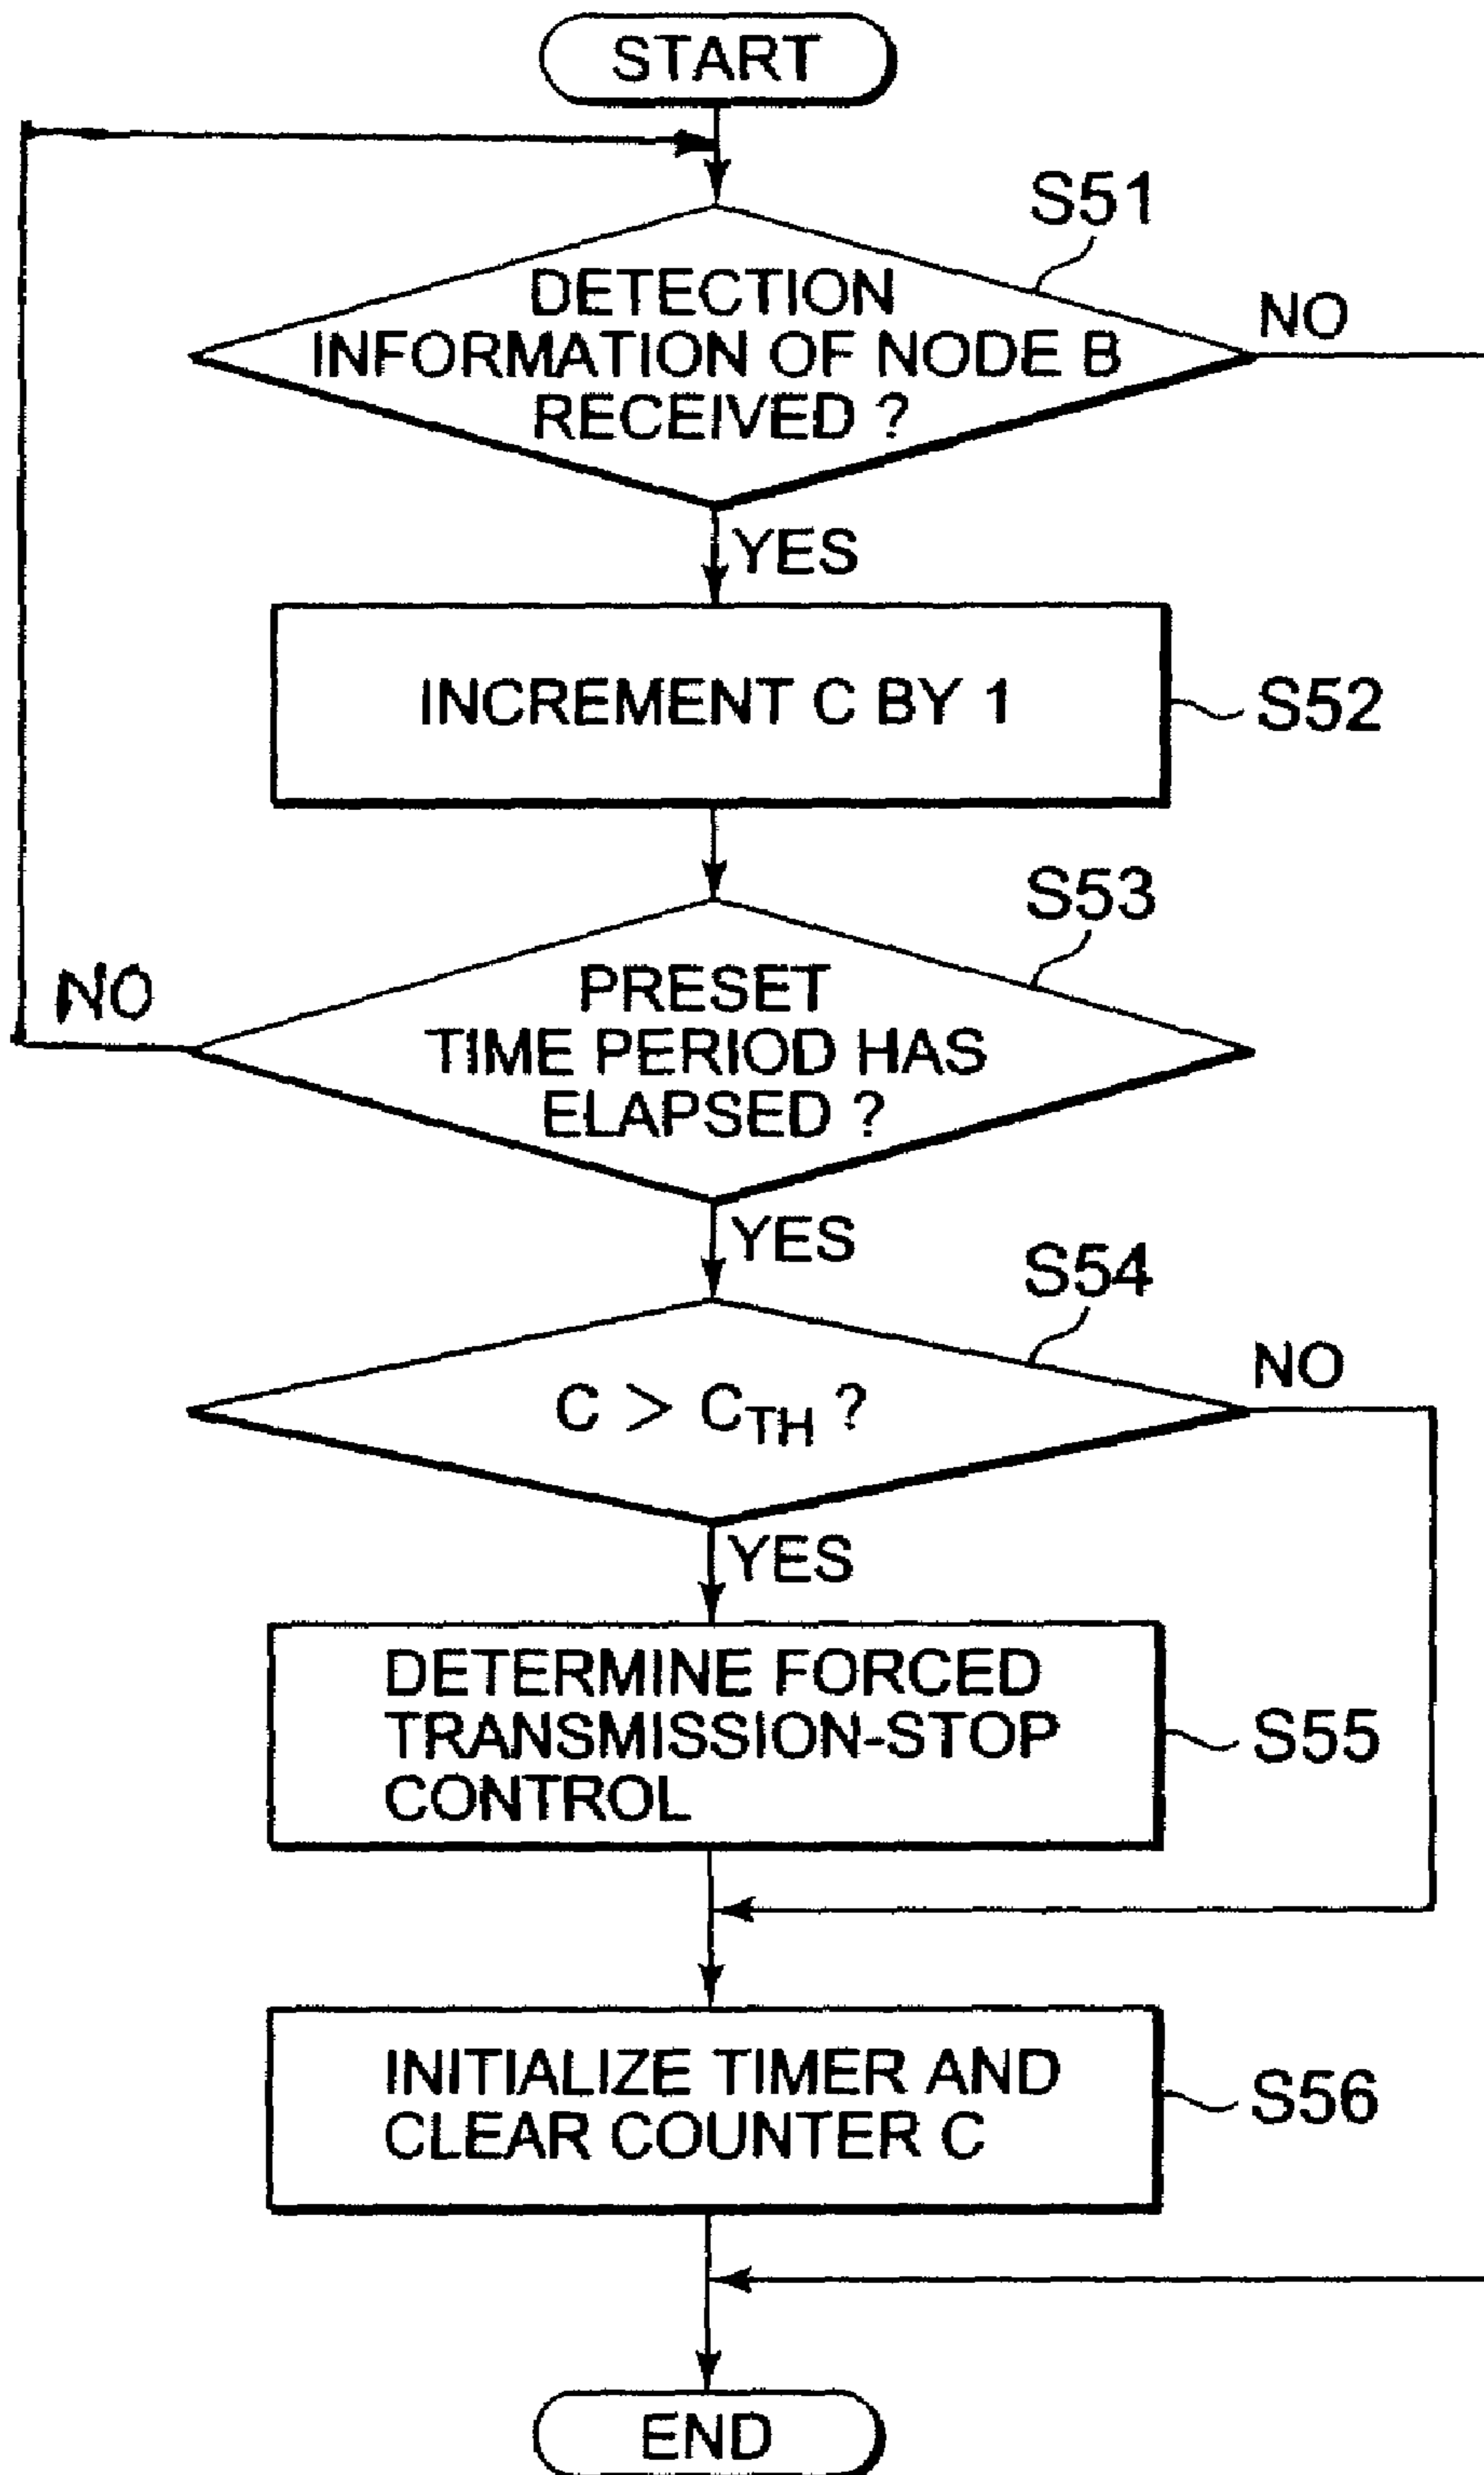 START
S51
DETECTION
INFORMATION OF NODE B
RECEIVED ?
NO
YES
INCREMENT C BY 1
S52
S53
PRESET
TIME PERIOD HAS
ELAPSED ?
NO
YES
S54
C > CTH ?
NO
YES
DETERMINE FORCED
TRANSMISSION-STOP
CONTROL
S55
INITIALIZE TIMER AND
CLEAR COUNTER C
S56
END